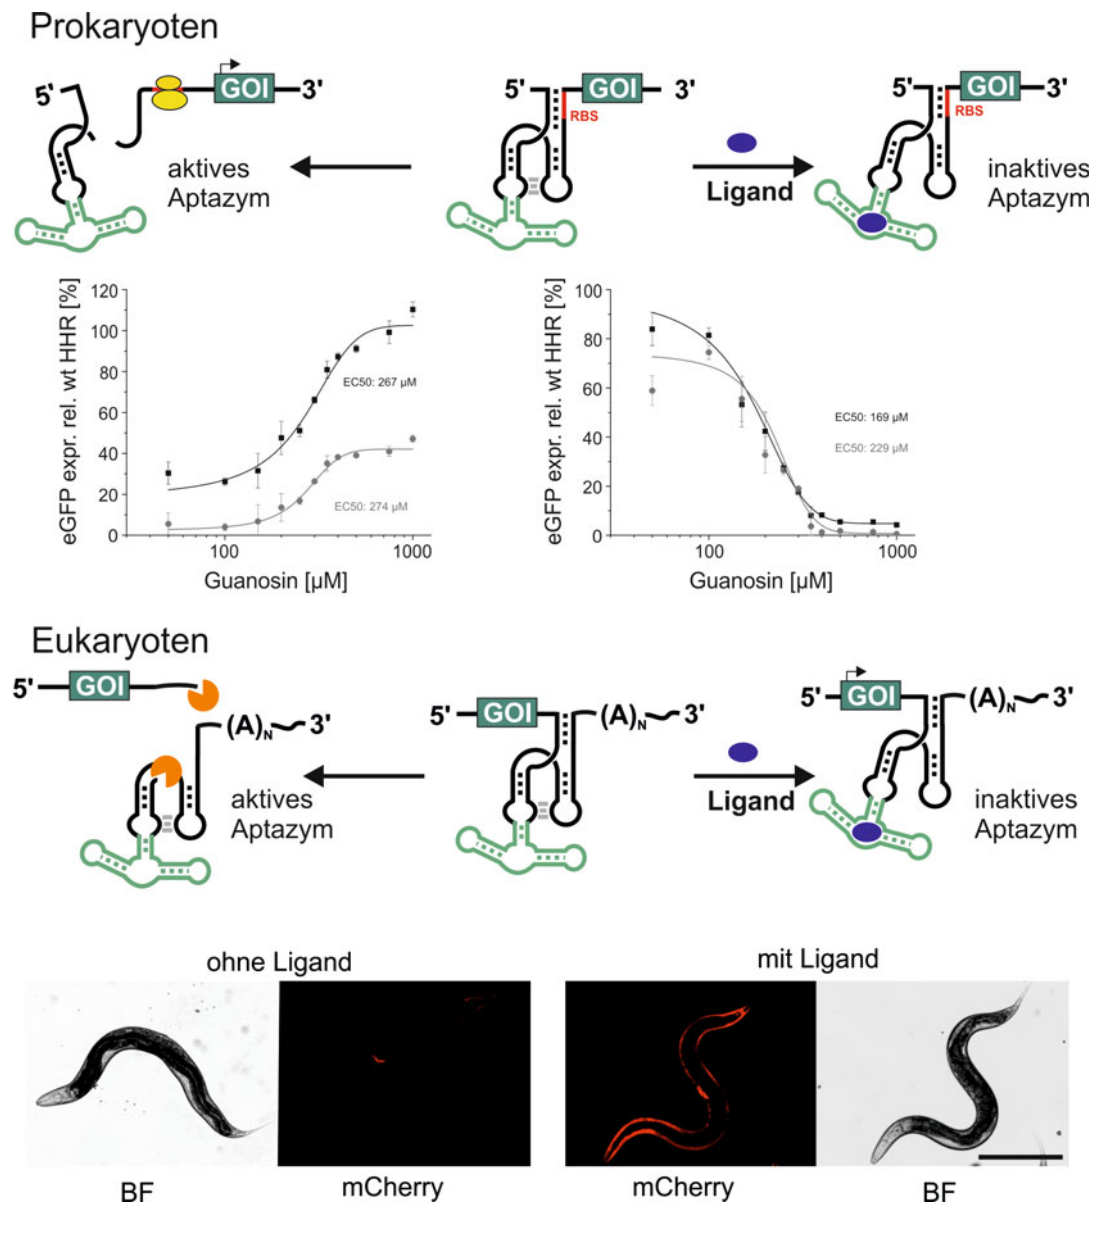 Prokaryoten
5' GOI 3'
aktives
Aptazym
5' GOI 3'
RBS
Ligand
5' GOI 3'
RBS
inaktives
Aptazym
eGFP expr. rel. wt HHR [%]
120
100
80
60
40
20
0
EC50: 267 µM
EC50: 274 µM
100 1000
Guanosin [µM]
eGFP expr. rel. wt HHR [%]
100
80
60
40
20
0
EC50: 169 µM
EC50: 229 µM
100 1000
Guanosin [µM]
Eukaryoten
5' GOI
(A)N 3'
aktives
Aptazym
5' GOI (A)N 3'
Ligand
5' GOI (A)N 3'
inaktives
Aptazym
ohne Ligand
mit Ligand
BF
mCherry
mCherry
BF